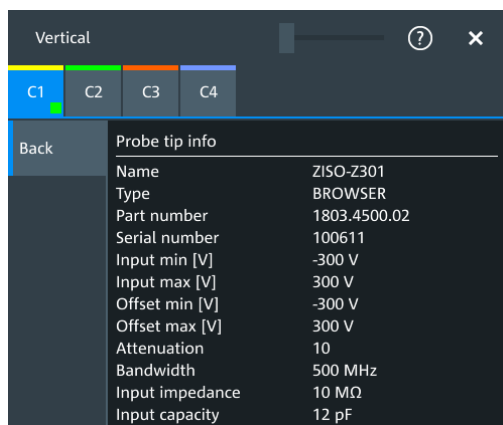 Vertical ? ×
C1 C2 C3 C4
Back
Probe tip info
Name ZISO-Z301
Type BROWSER
Part number 1803.4500.02
Serial number 100611
Input min [V] -300 V
Input max [V] 300 V
Offset min [V] -300 V
Offset max [V] 300 V
Attenuation 10
Bandwidth 500 MHz
Input impedance 10 MΩ
Input capacity 12 pF